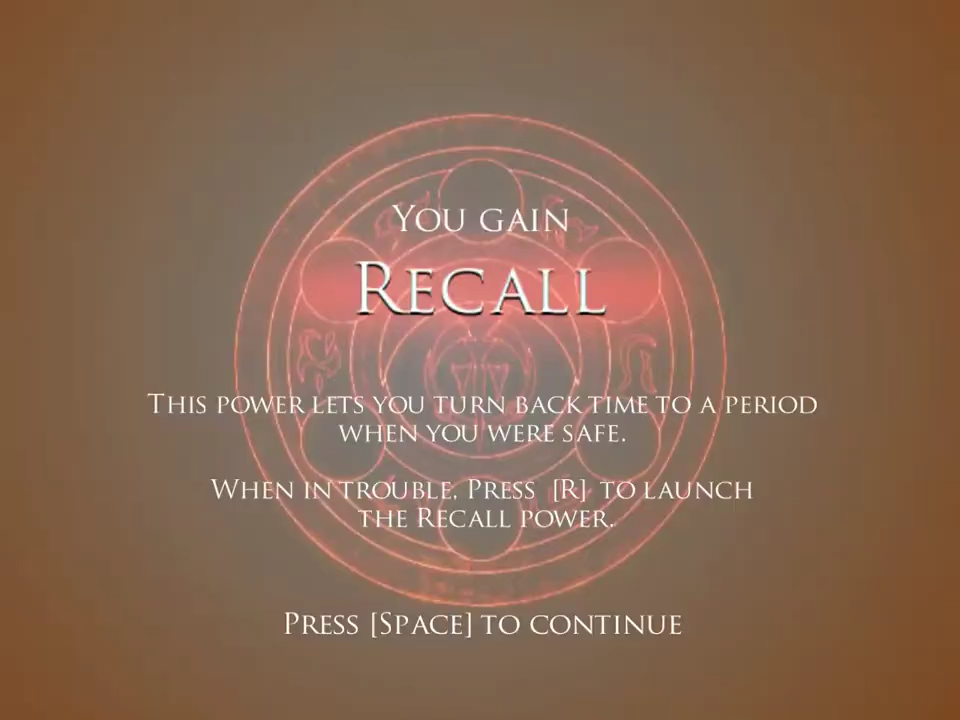 You gain
Recall
This power lets you turn back time to a period
when you were safe.
When in trouble, Press [R] to launch
the Recall power.
Press [Space] to continue